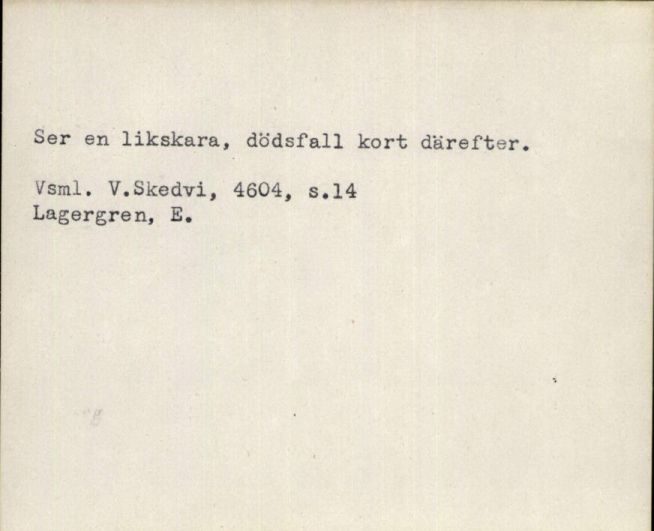 Ser en likskara, dödsfall kort därefter.
Vsml. V.Skedvi, 4604, s.14
Lagergren, E.